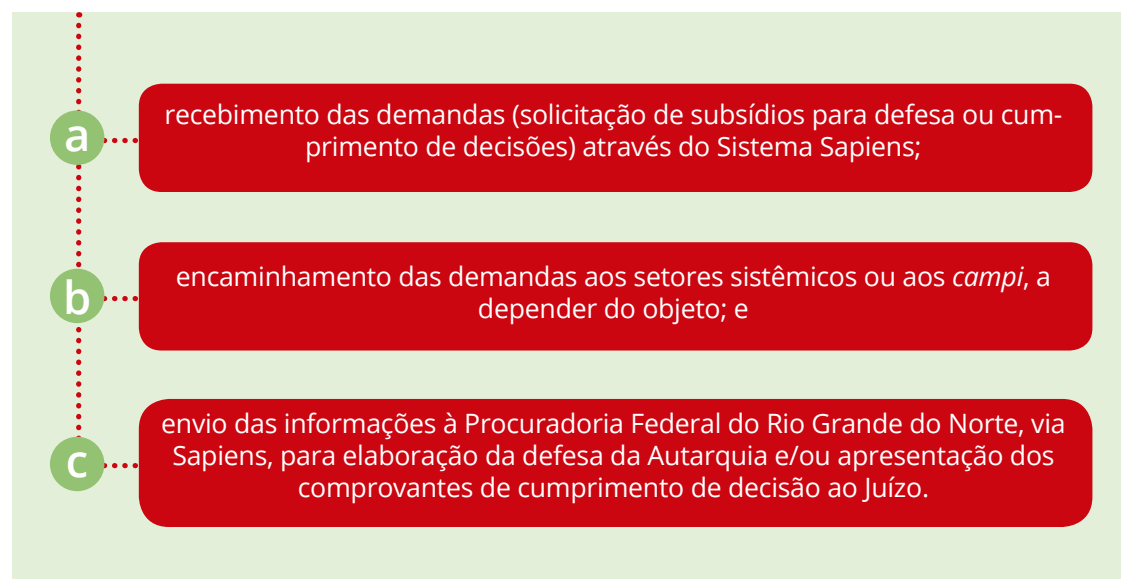 a
recebimento das demandas (solicitação de subsídios para defesa ou cum-
primento de decisões) através do Sistema Sapiens;
b
encaminhamento das demandas aos setores sistêmicos ou aos campi, a
depender do objeto; e
c
envio das informações à Procuradoria Federal do Rio Grande do Norte, via
Sapiens, para elaboração da defesa da Autarquia e/ou apresentação dos
comprovantes de cumprimento de decisão ao Juízo.